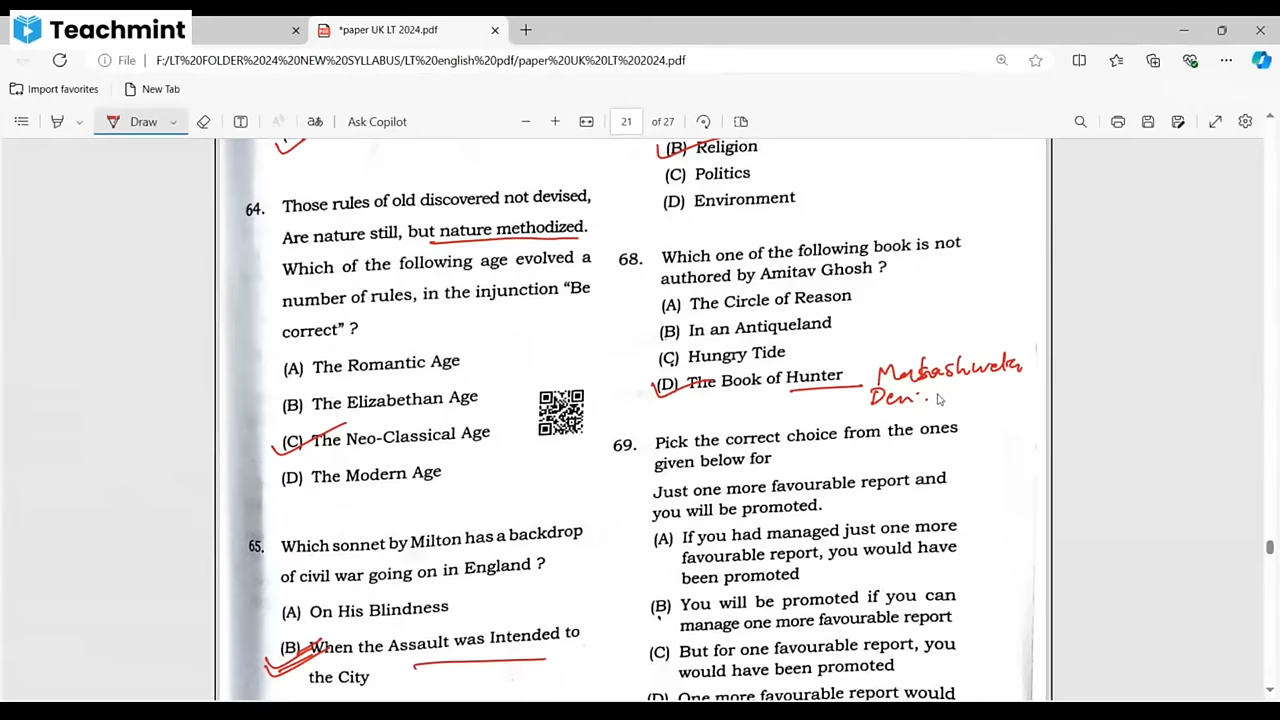 Teachmint
*paper UK LT 2024.pdf
File
F:/LT%20FOLDER%2024%20NEW%20SYLLABUS/LT%20english%20pdf/paper%20UK%20LT%202024.pdf
Import favorites
New Tab
Draw
Ask Copilot
21
of 27
64.
Those rules of old discovered not devised,
Are nature still, but nature methodized.
Which of the following age evolved a
number of rules, in the injunction “Be
correct” ?
(A) The Romantic Age
(B) The Elizabethan Age
(C) The Neo-Classical Age
(D) The Modern Age
65.
Which sonnet by Milton has a backdrop
of civil war going on in England ?
(A) On His Blindness
(B) When the Assault was Intended to
the City
(B) Religion
(C) Politics
(D) Environment
68.
Which one of the following book is not
authored by Amitav Ghosh ?
(A) The Circle of Reason
(B) In an Antiqueland
(C) Hungry Tide
(D) The Book of Hunter
69.
Pick the correct choice from the ones
given below for
Just one more favourable report and
you will be promoted.
(A) If you had managed just one more
favourable report, you would have
been promoted
(B) You will be promoted if you can
manage one more favourable report
(C) But for one favourable report, you
would have been promoted
(D) One more favourable report would